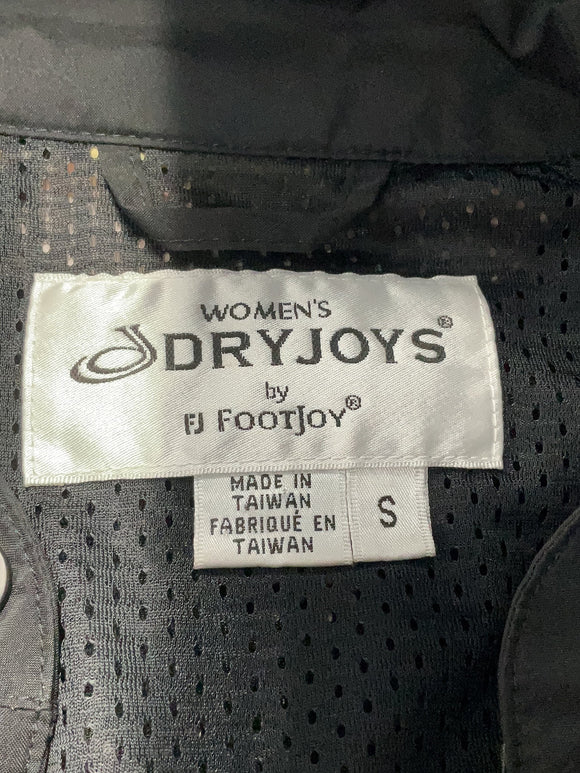 WOMEN'S
DRYJOYS®
by
FJ FOOTJOY®
MADE IN
TAIWAN
FABRIQUÉ EN
TAIWAN
S